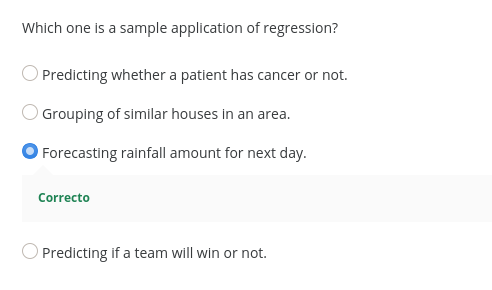 Which one is a sample application of regression?
Predicting whether a patient has cancer or not.
Grouping of similar houses in an area.
Forecasting rainfall amount for next day.
Correcto
Predicting if a team will win or not.